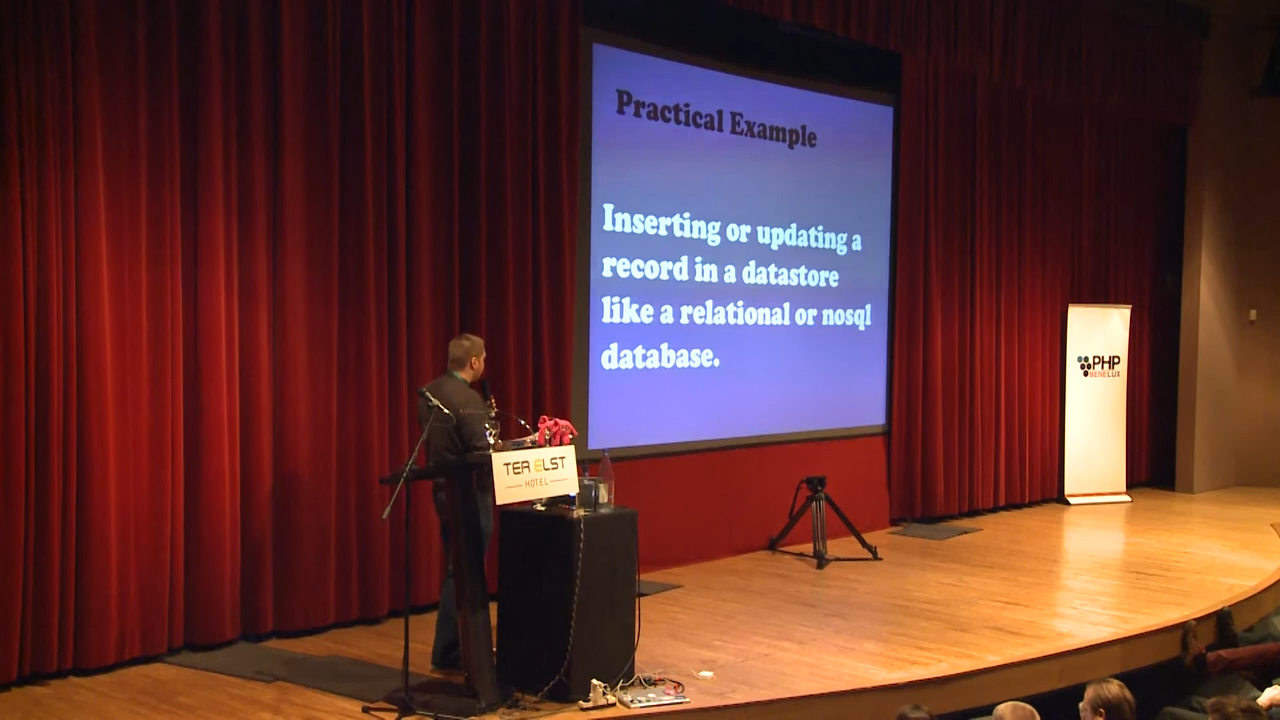 Practical Example
Inserting or updating a
record in a datastore
like a relational or nosql
database.
TER ELST
HOTEL
PHP
BENELUX